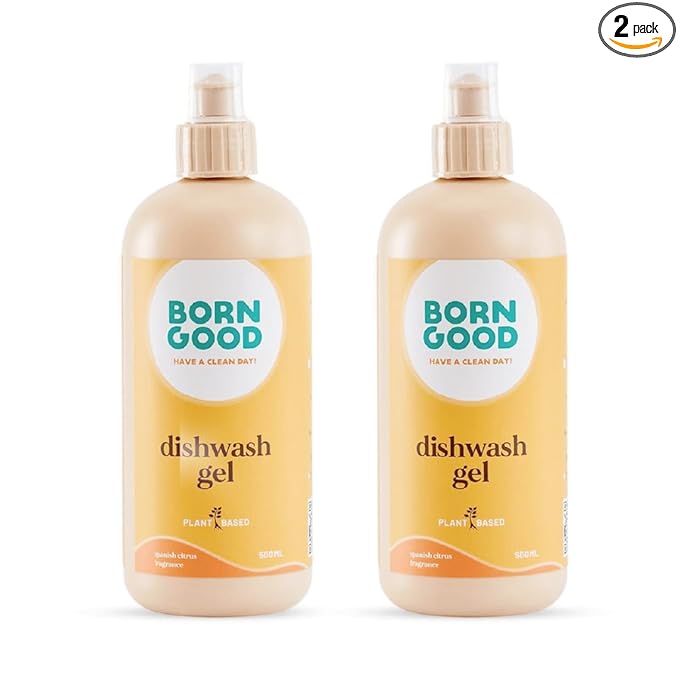 2 pack
BORN
GOOD
HAVE A CLEAN DAY!
dishwash
gel
PLANT BASED
spanish citrus
fragrance
500ML
BORN
GOOD
HAVE A CLEAN DAY!
dishwash
gel
PLANT BASED
spanish citrus
fragrance
500ML